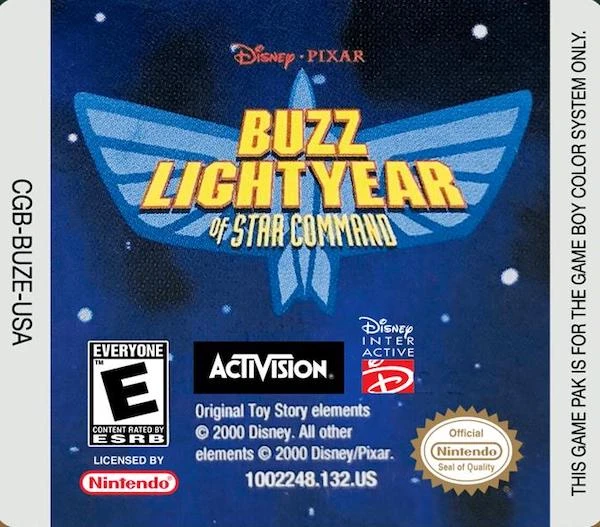 Disney · PIXAR
BUZZ
LIGHTYEAR
OF STAR COMMAND
CGB-BUZE-USA
THIS GAME PAK IS FOR THE GAME BOY COLOR SYSTEM ONLY.
EVERYONE
TM
E
CONTENT RATED BY
ESRB
LICENSED BY
Nintendo®
ACTIVISION®
Disney
INTER
ACTIVE
D
Original Toy Story elements
© 2000 Disney. All other
elements © 2000 Disney/Pixar.
1002248.132.US
Official
Nintendo
Seal of Quality